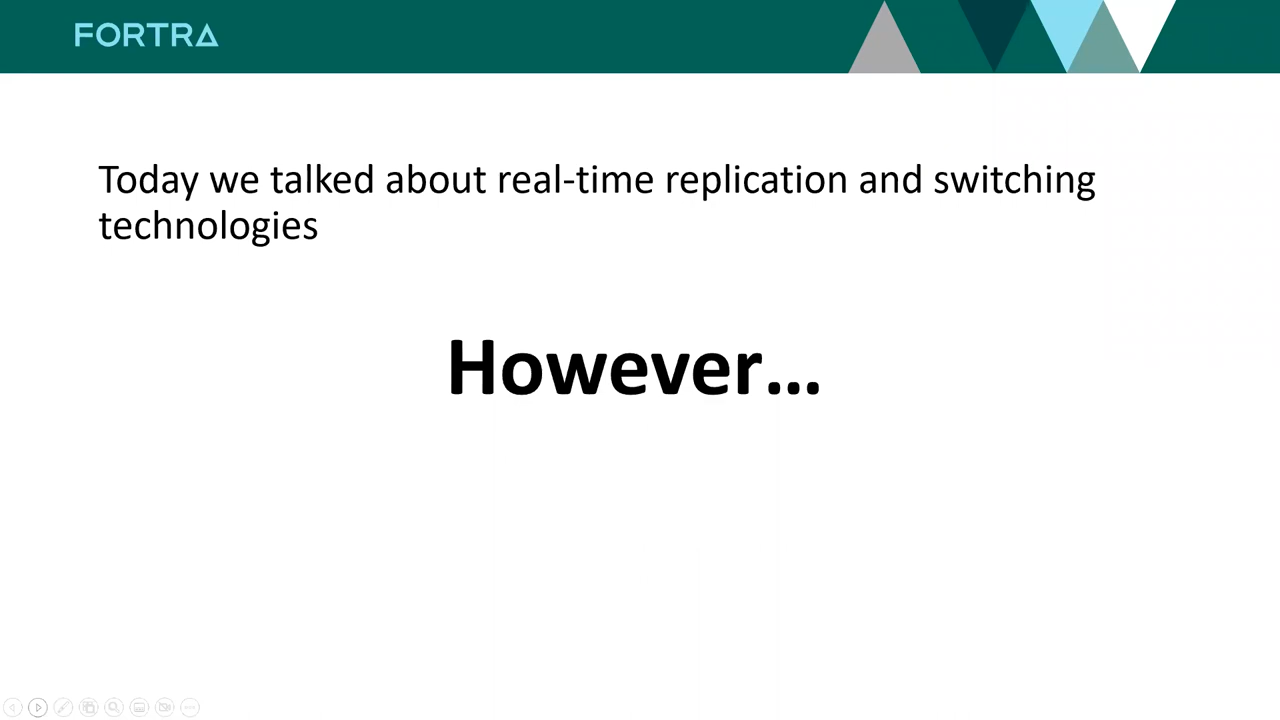 FORTRA
Today we talked about real-time replication and switching
technologies
However...